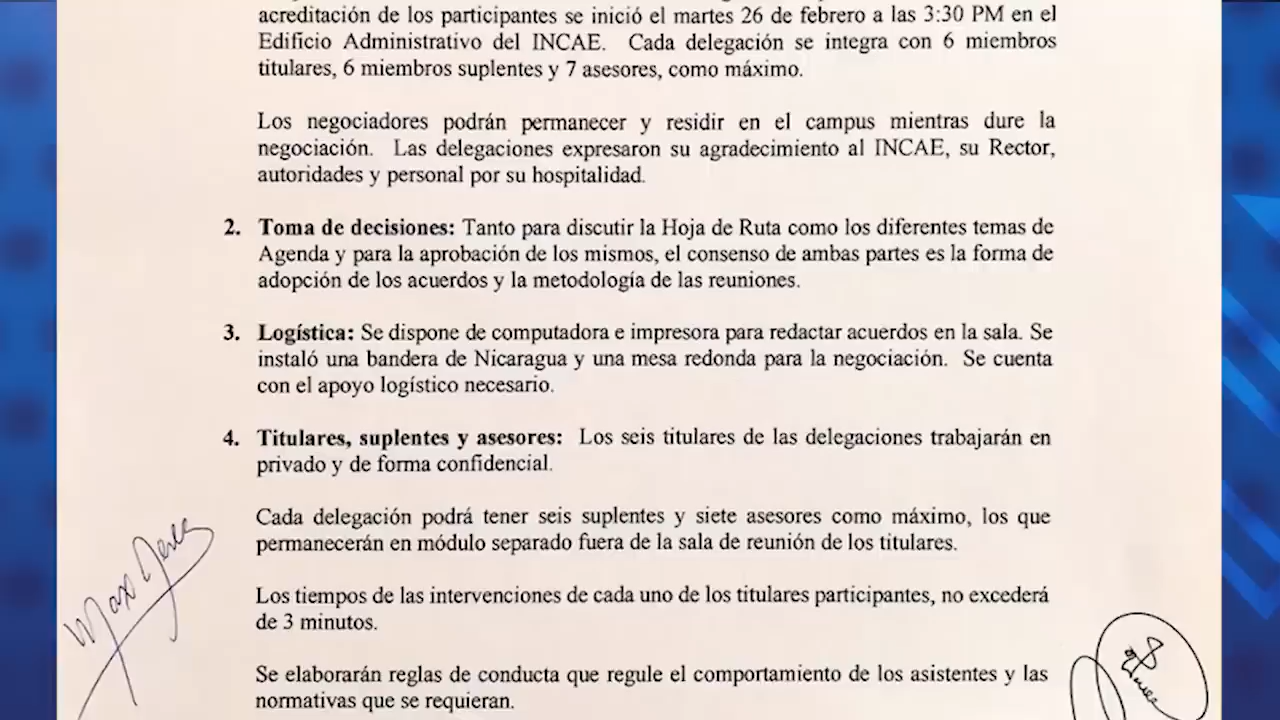 acreditación de los participantes se inició el martes 26 de febrero a las 3:30 PM en el
Edificio Administrativo del INCAE. Cada delegación se integra con 6 miembros
titulares, 6 miembros suplentes y 7 asesores, como máximo.
Los negociadores podrán permanecer y residir en el campus mientras dure la
negociación. Las delegaciones expresaron su agradecimiento al INCAE, su Rector,
autoridades y personal por su hospitalidad.
2. Toma de decisiones: Tanto para discutir la Hoja de Ruta como los diferentes temas de
Agenda y para la aprobación de los mismos, el consenso de ambas partes es la forma de
adopción de los acuerdos y la metodología de las reuniones.
3. Logística: Se dispone de computadora e impresora para redactar acuerdos en la sala. Se
instaló una bandera de Nicaragua y una mesa redonda para la negociación. Se cuenta
con el apoyo logístico necesario.
4. Titulares, suplentes y asesores: Los seis titulares de las delegaciones trabajarán en
privado y de forma confidencial.
Cada delegación podrá tener seis suplentes y siete asesores como máximo, los que
permanecerán en módulo separado fuera de la sala de reunión de los titulares.
Los tiempos de las intervenciones de cada uno de los titulares participantes, no excederá
de 3 minutos.
Se elaborarán reglas de conducta que regule el comportamiento de los asistentes y las
normativas que se requieran.
Max Jerez